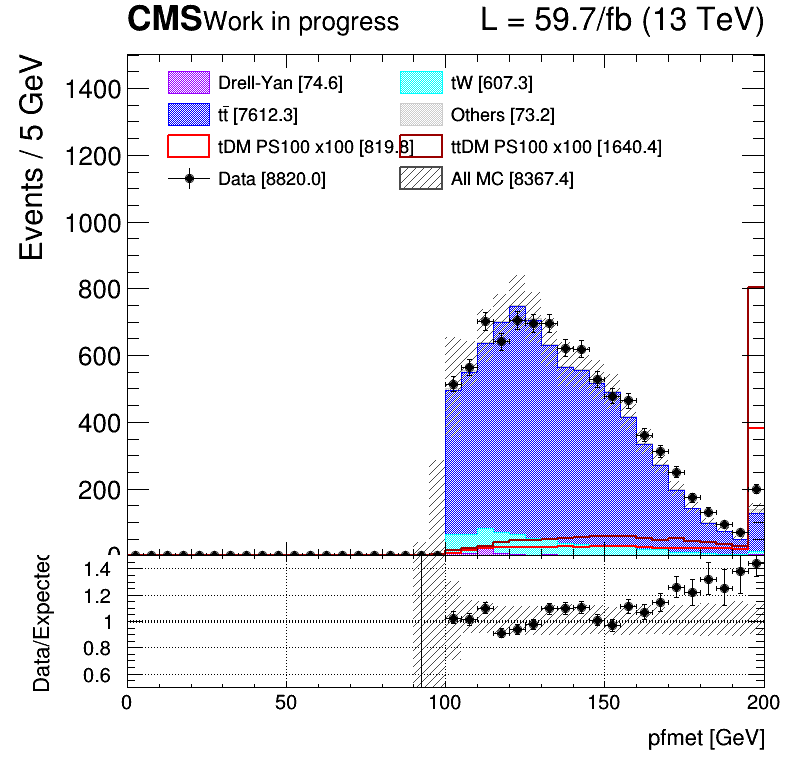 CMS Work in progress L = 59.7/fb (13 TeV)
Events / 5 GeV
1400
1200
1000
800
600
400
200
0
Drell-Yan [74.6] tW [607.3]
tt̄ [7612.3] Others [73.2]
tDM PS100 x100 [819.8] ttDM PS100 x100 [1640.4]
Data [8820.0] All MC [8367.4]
Data/Expected
1.4
1.2
1
0.8
0.6
0 50 100 150 200
pfmet [GeV]